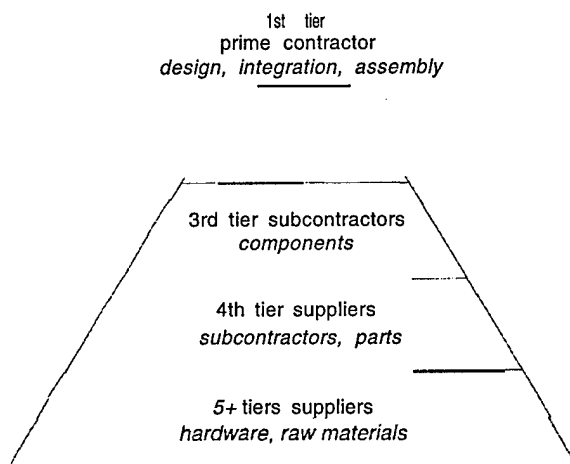 1st tier
prime contractor
design, integration, assembly
3rd tier subcontractors
components
4th tier suppliers
subcontractors, parts
5+ tiers suppliers
hardware, raw materials